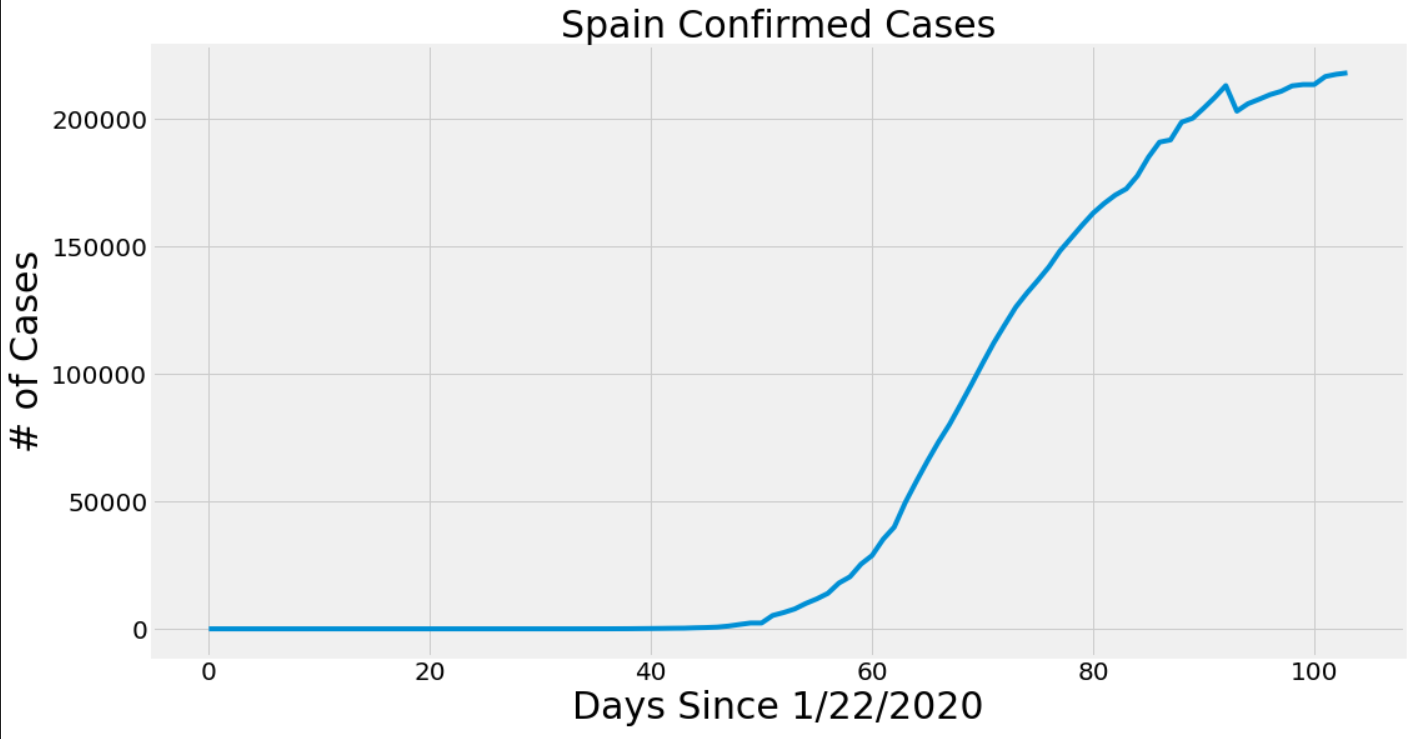 Spain Confirmed Cases
# of Cases
200000
150000
100000
50000
0
0 20 40 60 80 100
Days Since 1/22/2020